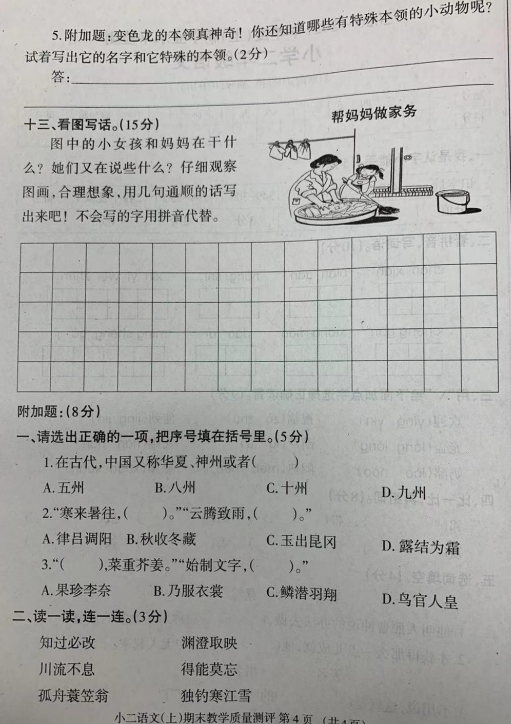 5.附加题:变色龙的本领真神奇！你还知道哪些有特殊本领的小动物呢？
试着写出它的名字和它特殊的本领。(2分)
答:
十三、看图写话。(15分)
帮妈妈做家务
图中的小女孩和妈妈在干什
么？她们又在说些什么？仔细观察
图画,合理想象,用几句通顺的话写
出来吧！不会写的字用拼音代替。
附加题:(8分)
一、请选出正确的一项,把序号填在括号里。(5分)
1.在古代,中国又称华夏、神州或者( )
A.五州 B.八州 C.十州 D.九州
2.“寒来暑往,( )。”“云腾致雨,( )。”
A.律吕调阳 B.秋收冬藏 C.玉出昆冈 D.露结为霜
3.“( ),菜重芥姜。”“始制文字,( )。”
A.果珍李奈 B.乃服衣裳 C.鳞潜羽翔 D.鸟官人皇
二、读一读,连一连。(3分)
知过必改 渊澄取映
川流不息 得能莫忘
孤舟蓑笠翁 独钓寒江雪
小二语文(上)期末教学质量测评 第4页 (共4页)